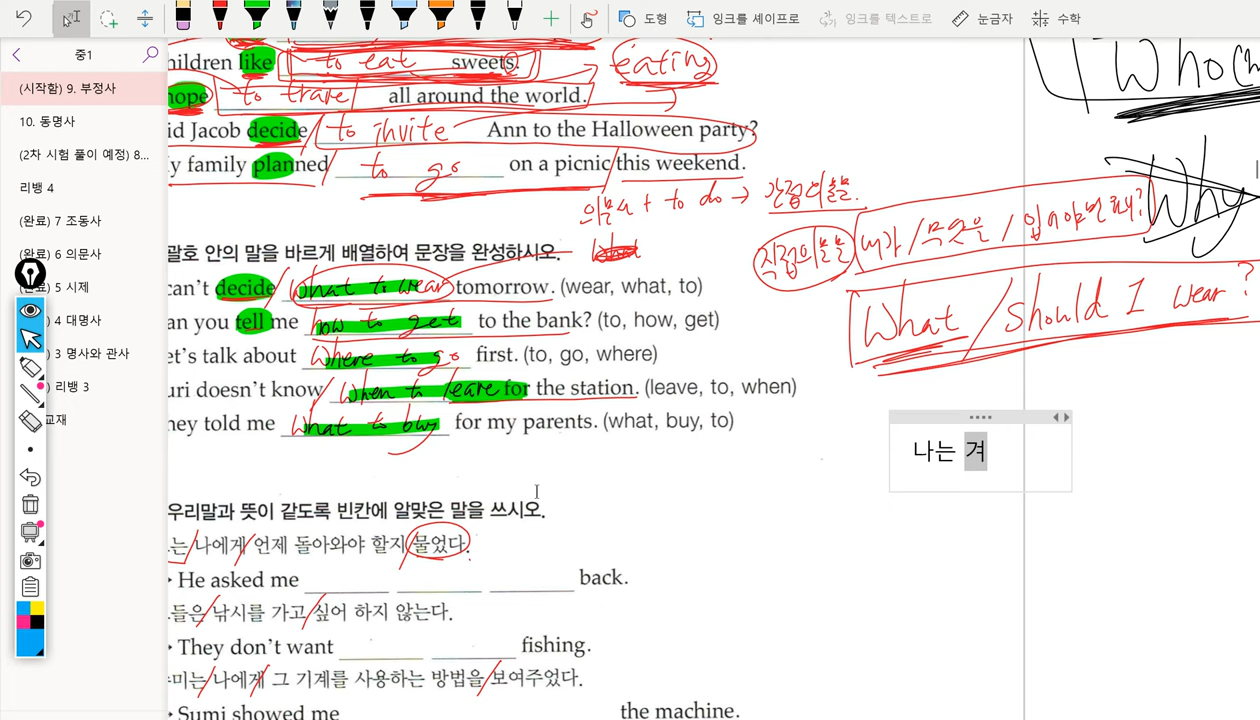 도형
잉크를 셰이프로
잉크를 텍스트로
눈금자
수학
중1
(시작함) 9. 부정사
10. 동명사
(2차 시험 풀이 예정) 8...
리뱅 4
(완료) 7 조동사
(완료) 6 의문사
) 5 시제
) 4 대명사
) 3 명사와 관사
) 리뱅 3
교재
hildren like to eat sweets. eating
hope to travel all around the world.
id Jacob decide to invite Ann to the Halloween party?
y family planned to go on a picnic this weekend.
의문사 + to do → 간접의문문.
What
직접의문문 내가 / 무엇을 / 입어야 하니?
What / should I wear?
Who
Why
괄호 안의 말을 바르게 배열하여 문장을 완성하시오.
can't decide what to wear tomorrow. (wear, what, to)
an you tell me how to get to the bank? (to, how, get)
et's talk about where to go first. (to, go, where)
uri doesn't know when to leave for the station. (leave, to, when)
hey told me what to buy for my parents. (what, buy, to)
나는 겨
우리말과 뜻이 같도록 빈칸에 알맞은 말을 쓰시오.
는 나에게 언제 돌아와야 할지 물었다.
He asked me back.
들은 낚시를 가고 싶어 하지 않는다.
They don't want fishing.
미는 나에게 그 기계를 사용하는 방법을 보여주었다.
Sumi showed me the machine.